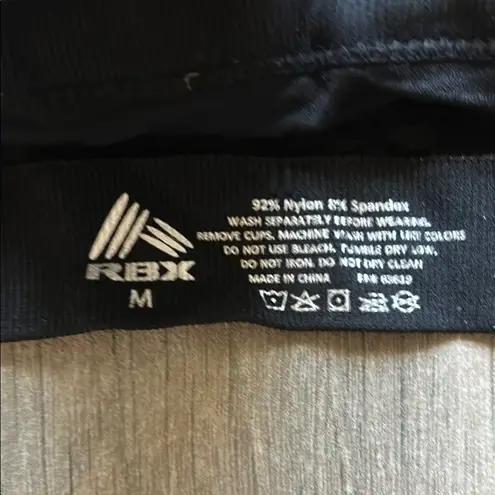 RBX
M
92% Nylon 8% Spandex
WASH SEPARATELY BEFORE WEARING.
REMOVE CUPS. MACHINE WASH WITH LIKE COLORS
DO NOT USE BLEACH. TUMBLE DRY LOW.
DO NOT IRON. DO NOT DRY CLEAN
MADE IN CHINA